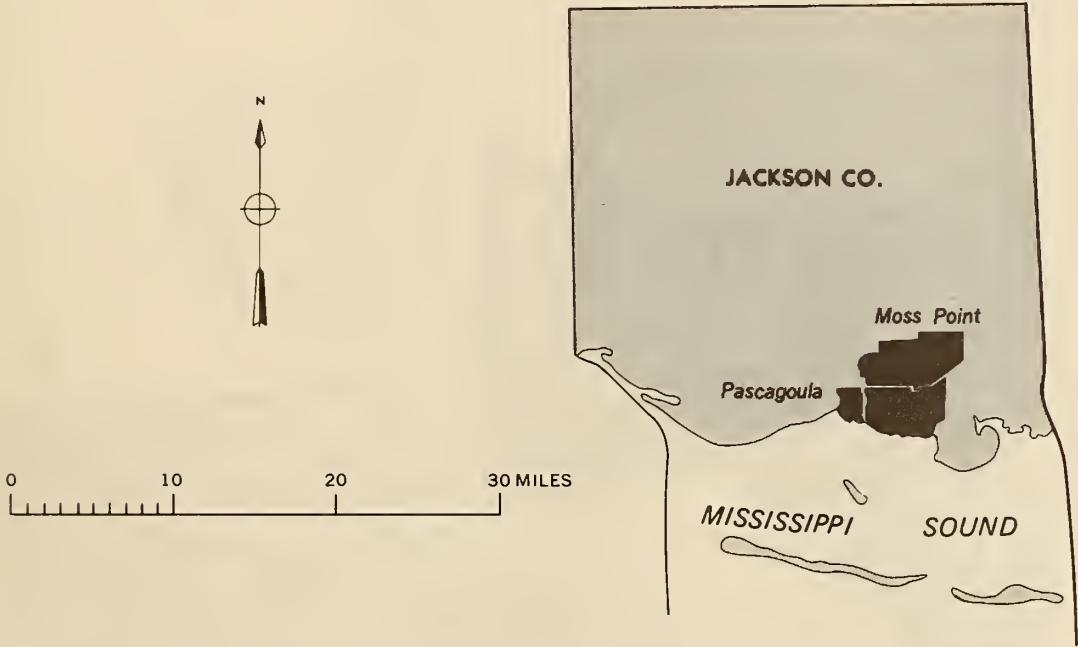 N
JACKSON CO.
Moss Point
Pascagoula
0 10 20 30 MILES
MISSISSIPPI SOUND